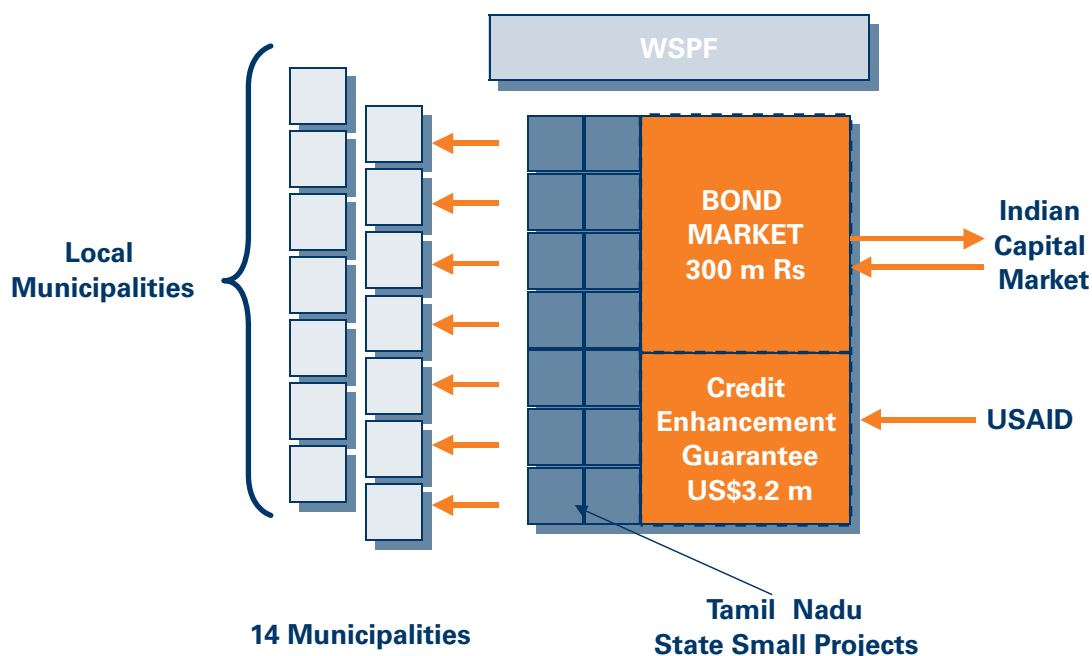 WSPF
Local
Municipalities
BOND
MARKET
300 m Rs
Indian
Capital
Market
Credit
Enhancement
Guarantee
US$3.2 m
USAID
14 Municipalities
Tamil Nadu
State Small Projects